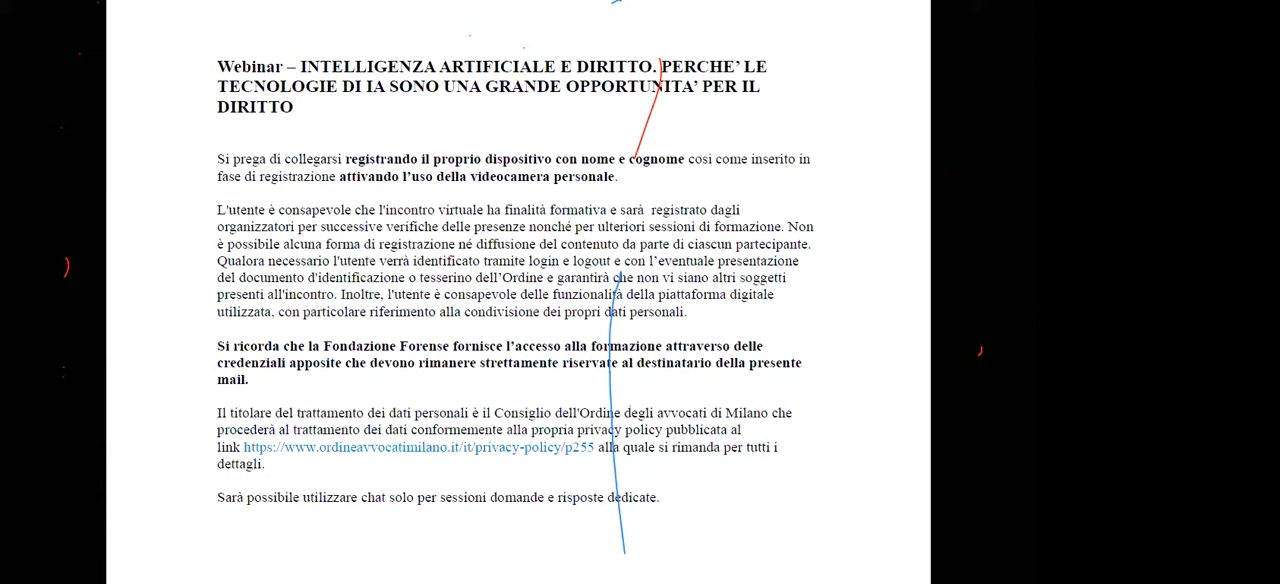 Webinar – INTELLIGENZA ARTIFICIALE E DIRITTO. PERCHE’ LE
TECNOLOGIE DI IA SONO UNA GRANDE OPPORTUNITA’ PER IL
DIRITTO
Si prega di collegarsi registrando il proprio dispositivo con nome e cognome così come inserito in
fase di registrazione attivando l’uso della videocamera personale.
L'utente è consapevole che l'incontro virtuale ha finalità formativa e sarà registrato dagli
organizzatori per successive verifiche delle presenze nonché per ulteriori sessioni di formazione. Non
è possibile alcuna forma di registrazione né diffusione del contenuto da parte di ciascun partecipante.
Qualora necessario l'utente verrà identificato tramite login e logout e con l’eventuale presentazione
del documento d'identificazione o tesserino dell’Ordine e garantirà che non vi siano altri soggetti
presenti all'incontro. Inoltre, l'utente è consapevole delle funzionalità della piattaforma digitale
utilizzata, con particolare riferimento alla condivisione dei propri dati personali.
Si ricorda che la Fondazione Forense fornisce l’accesso alla formazione attraverso delle
credenziali apposite che devono rimanere strettamente riservate al destinatario della presente
mail.
Il titolare del trattamento dei dati personali è il Consiglio dell'Ordine degli avvocati di Milano che
procederà al trattamento dei dati conformemente alla propria privacy policy pubblicata al
link https://www.ordineavvocatimilano.it/it/privacy-policy/p255 alla quale si rimanda per tutti i
dettagli.
Sarà possibile utilizzare chat solo per sessioni domande e risposte dedicate.